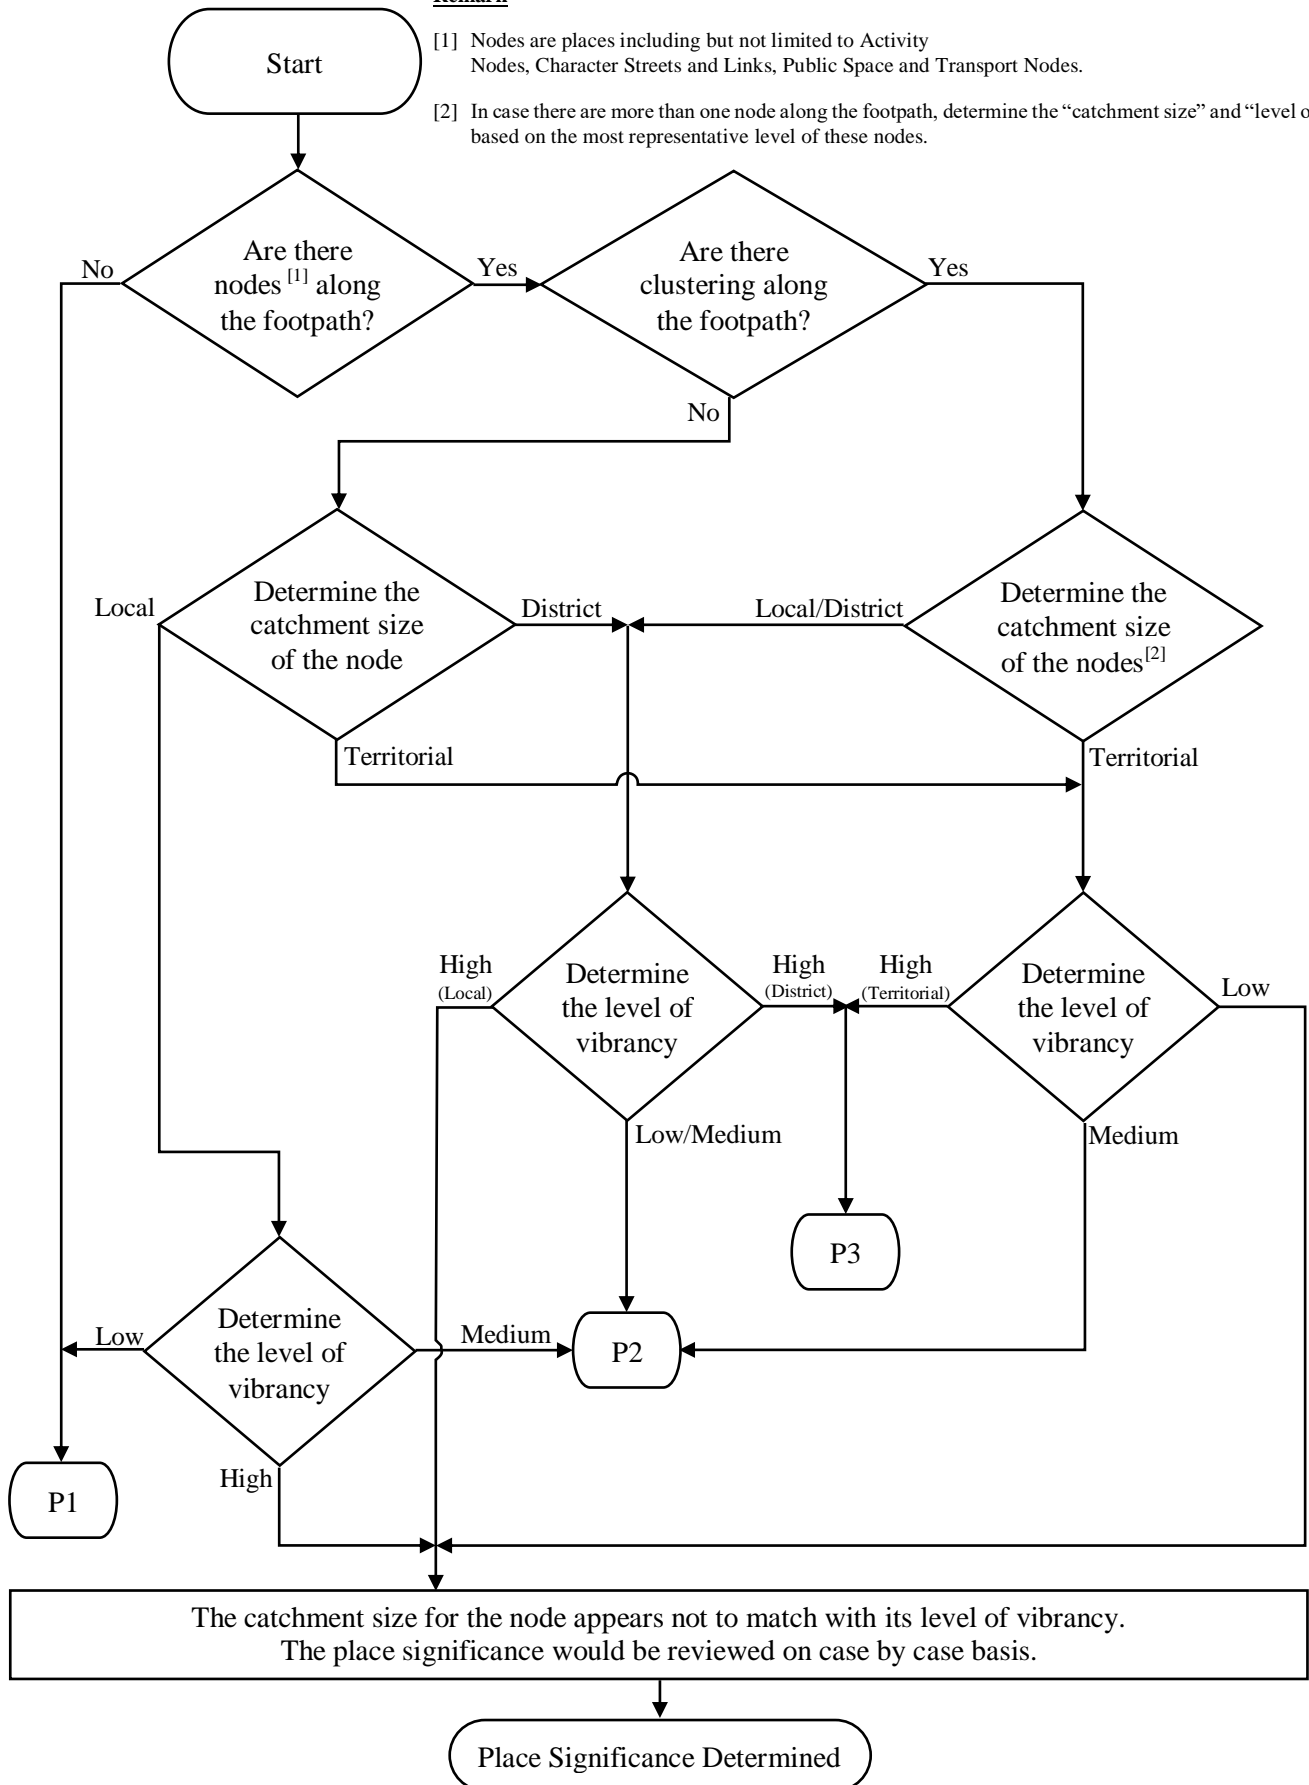 Remark
Start
[1] Nodes are places including but not limited to Activity
Nodes, Character Streets and Links, Public Space and Transport Nodes.
[2] In case there are more than one node along the footpath, determine the “catchment size” and “level
based on the most representative level of these nodes.
Are there
nodes [1] along
the footpath?
No
Yes
Are there
clustering along
the footpath?
Yes
No
Determine the
catchment size
of the node
Local
District
Territorial
Local/District
Determine the
catchment size
of the nodes[2]
Territorial
High
(Local)
Determine
the level of
vibrancy
High
(District)
Low/Medium
High
(Territorial)
Determine
the level of
vibrancy
Low
Medium
P3
Low
Determine
the level of
vibrancy
Medium
High
P2
P1
The catchment size for the node appears not to match with its level of vibrancy.
The place significance would be reviewed on case by case basis.
Place Significance Determined